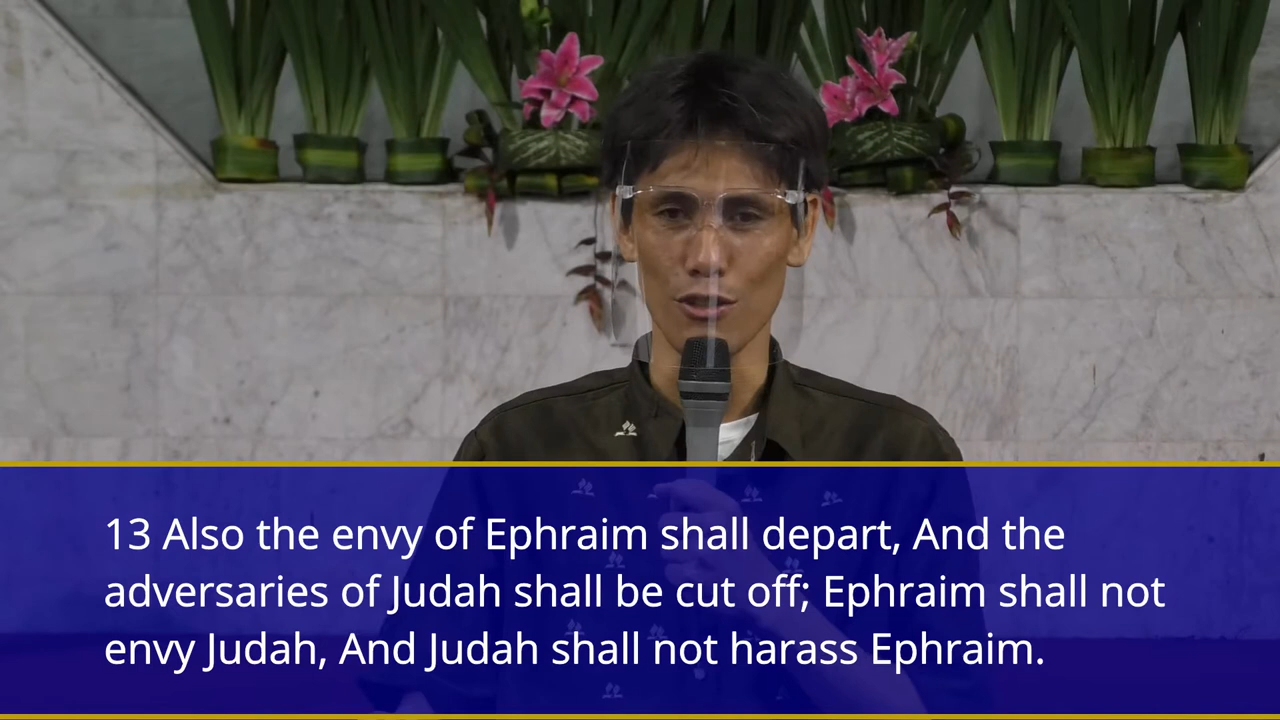 13 Also the envy of Ephraim shall depart, And the
adversaries of Judah shall be cut off; Ephraim shall not
envy Judah, And Judah shall not harass Ephraim.